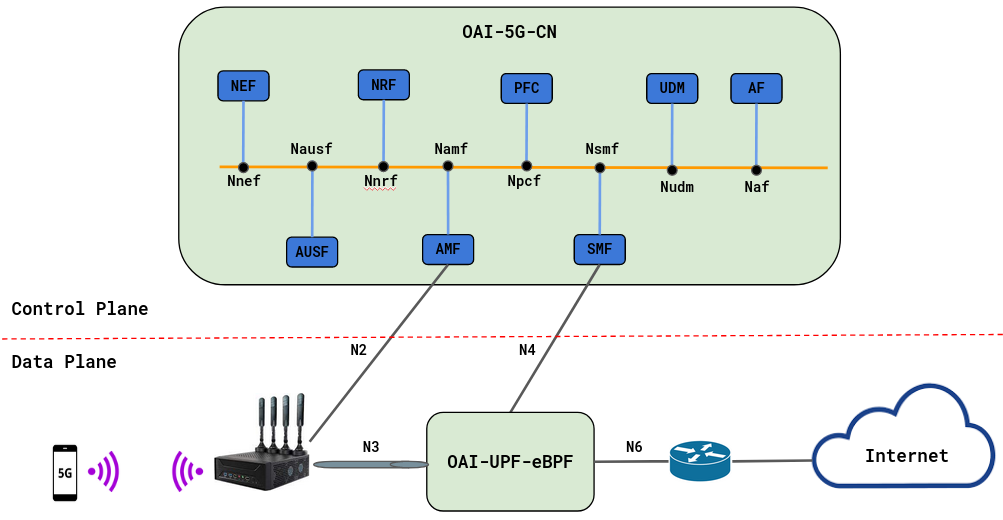 OAI-5G-CN
NEF
NRF
PFC
UDM
AF
Nausf
Namf
Nsmf
Nnef
Nnrf
Npcf
Nudm
Naf
AUSF
AMF
SMF
Control Plane
N2
N4
Data Plane
N3
N6
5G
OAI-UPF-eBPF
Internet